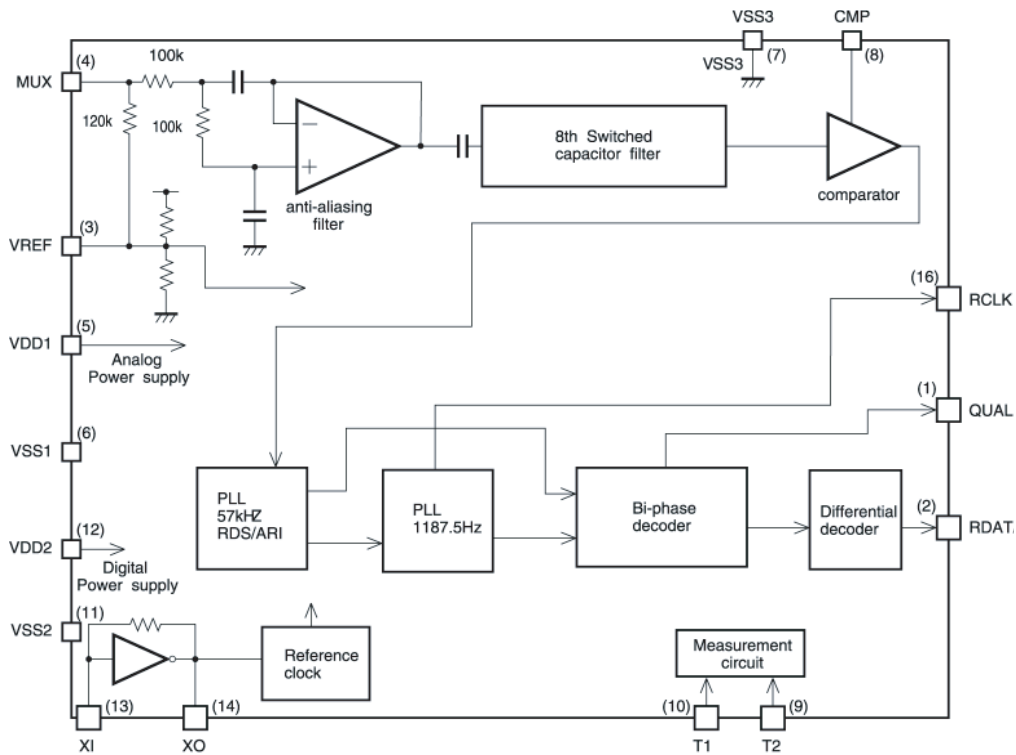 VSS3
CMP
(4)
100k
VSS3
(7)
(8)
MUX
120k
100k
−
+
8th Switched
capacitor filter
anti-aliasing
filter
comparator
(3)
VREF
(16)
RCLK
(5)
VDD1
Analog
Power supply
(1)
QUAL
(6)
VSS1
PLL
57kHZ
RDS/ARI
PLL
1187.5Hz
Bi-phase
decoder
Differential
decoder
(2)
RDATA
(12)
VDD2
Digital
Power supply
(11)
VSS2
Reference
clock
Measurement
circuit
(13)
(14)
(10)
(9)
XI
XO
T1
T2